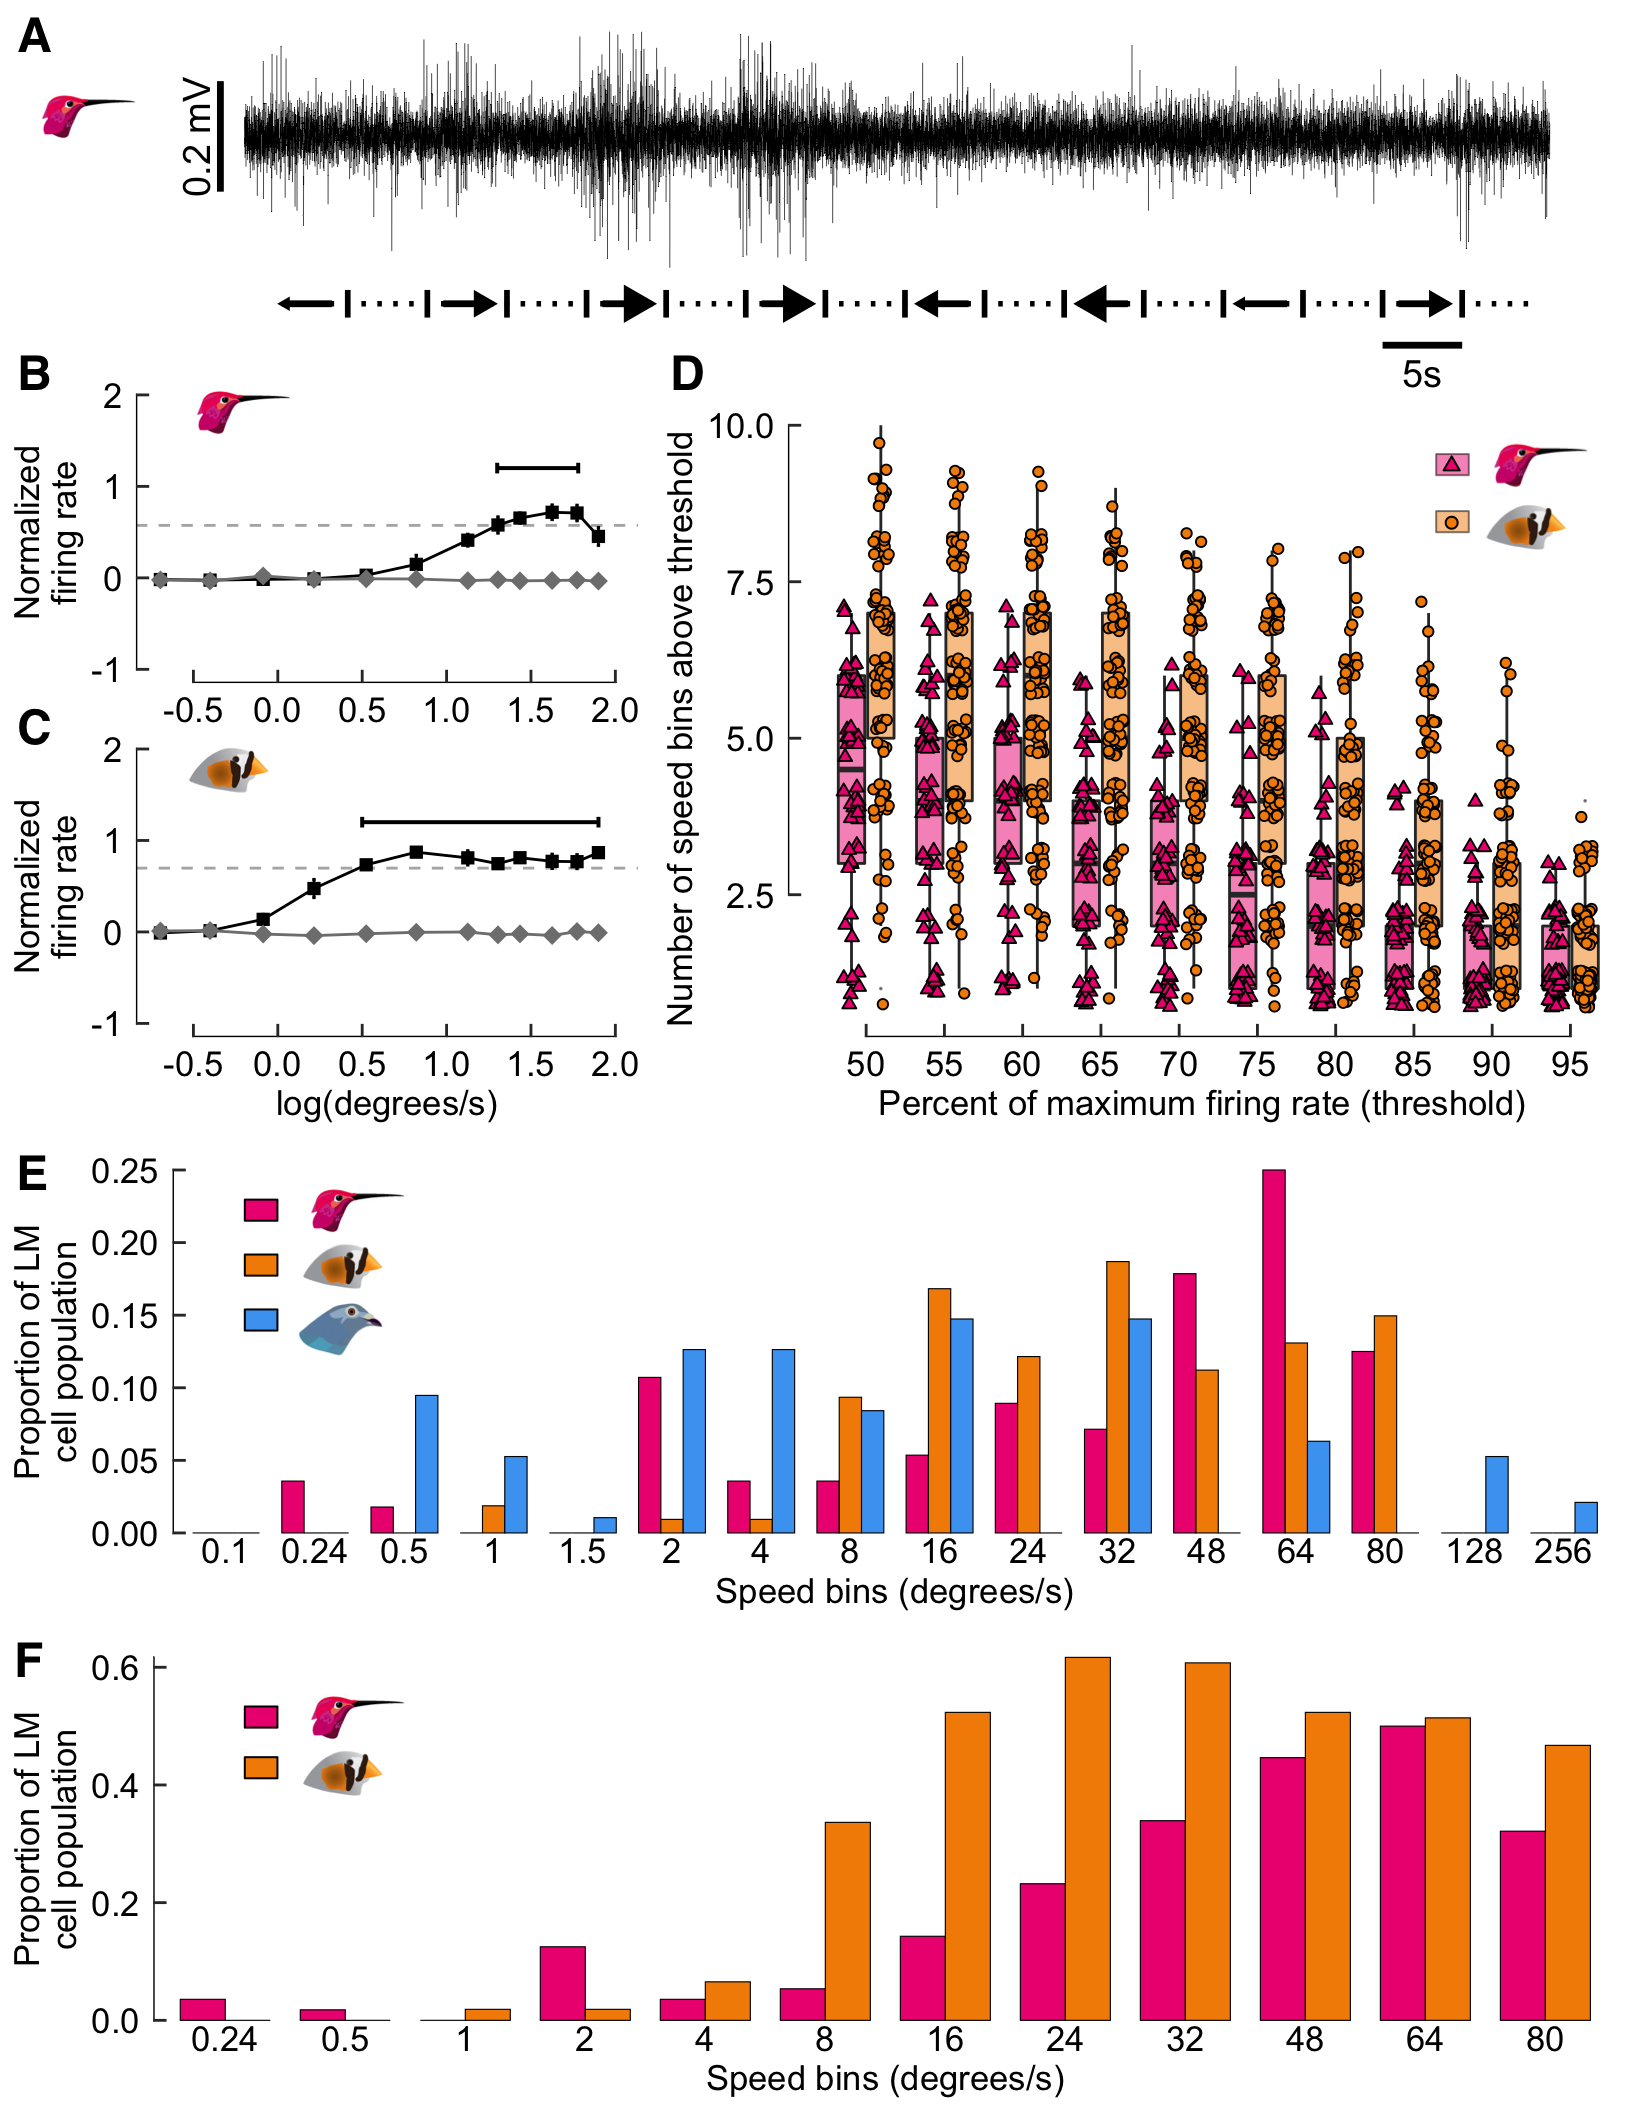 A
0.2 mV
5s
B
2
1
0
-1
Normalized
firing rate
-0.5 0.0 0.5 1.0 1.5 2.0
C
2
1
0
-1
Normalized
firing rate
-0.5 0.0 0.5 1.0 1.5 2.0
log(degrees/s)
D
10.0
7.5
5.0
2.5
Number of speed bins above threshold
50 55 60 65 70 75 80 85 90 95
Percent of maximum firing rate (threshold)
E
0.25
0.20
0.15
0.10
0.05
0.00
Proportion of LM
cell population
0.1 0.24 0.5 1 1.5 2 4 8 16 24 32 48 64 80 128 256
Speed bins (degrees/s)
F
0.6
0.4
0.2
0.0
Proportion of LM
cell population
0.24 0.5 1 2 4 8 16 24 32 48 64 80
Speed bins (degrees/s)